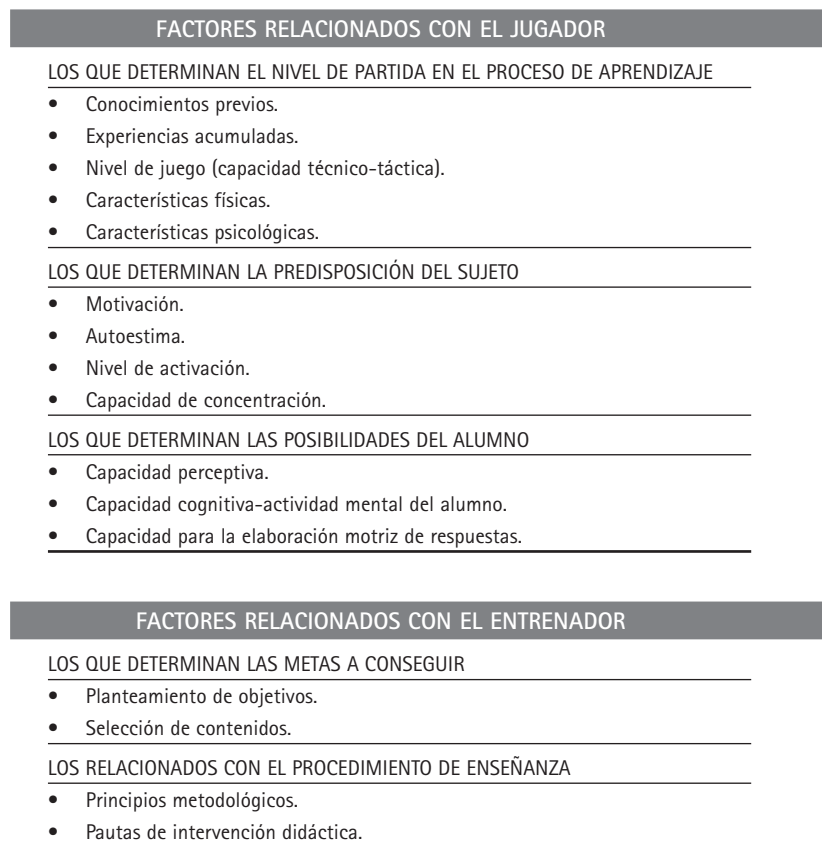 FACTORES RELACIONADOS CON EL JUGADOR
LOS QUE DETERMINAN EL NIVEL DE PARTIDA EN EL PROCESO DE APRENDIZAJE
• Conocimientos previos.
• Experiencias acumuladas.
• Nivel de juego (capacidad técnico-táctica).
• Características físicas.
• Características psicológicas.
LOS QUE DETERMINAN LA PREDISPOSICIÓN DEL SUJETO
• Motivación.
• Autoestima.
• Nivel de activación.
• Capacidad de concentración.
LOS QUE DETERMINAN LAS POSIBILIDADES DEL ALUMNO
• Capacidad perceptiva.
• Capacidad cognitiva-actividad mental del alumno.
• Capacidad para la elaboración motriz de respuestas.
FACTORES RELACIONADOS CON EL ENTRENADOR
LOS QUE DETERMINAN LAS METAS A CONSEGUIR
• Planteamiento de objetivos.
• Selección de contenidos.
LOS RELACIONADOS CON EL PROCEDIMIENTO DE ENSEÑANZA
• Principios metodológicos.
• Pautas de intervención didáctica.